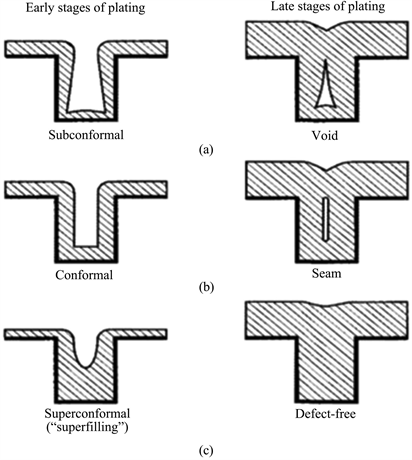 Early stages of plating
Late stages of plating
Subconformal
Void
(a)
Conformal
Seam
(b)
Superconformal
(“superfilling”)
Defect-free
(c)